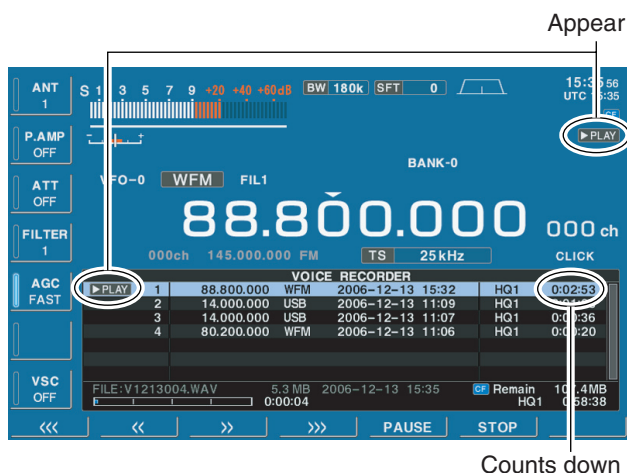 Appear
ANT
1
S 1 3 5 7 9 +20 +40 +60dB BW 180k SFT 0
UTC
CF
P.AMP
OFF
▶PLAY
BANK-0
ATT
OFF
WFM FIL1
88.800.000 000 ch
FILTER
1
000ch 145.000.000 FM TS 25kHz CLICK
AGC
FAST
VOICE RECORDER
▶PLAY 1 88.800.000 WFM 2006-12-13 15:32 HQ1 0:02:53
2 14.000.000 USB 2006-12-13 11:09 HQ1
3 14.000.000 USB 2006-12-13 11:07 HQ1
4 80.200.000 WFM 2006-12-13 11:06 HQ1
VSC
OFF
FILE:V1213004.WAV 5.3 MB 2006-12-13 15:35 CF Remain
0:00:04 HQ1
<<< << >> >>> PAUSE STOP
Counts down